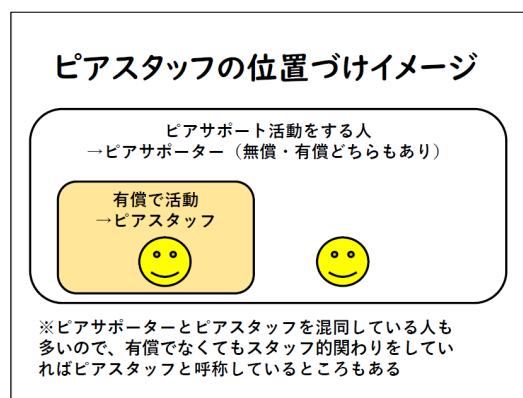 ピアスタッフの位置づけイメージ
ピアサポート活動をする人
→ピアサポーター（無償・有償どちらもあり）
有償で活動
→ピアスタッフ
※ピアサポーターとピアスタッフを混同している人も
多いので、有償でなくてもスタッフ的関わりをしてい
ればピアスタッフと呼称しているところもある